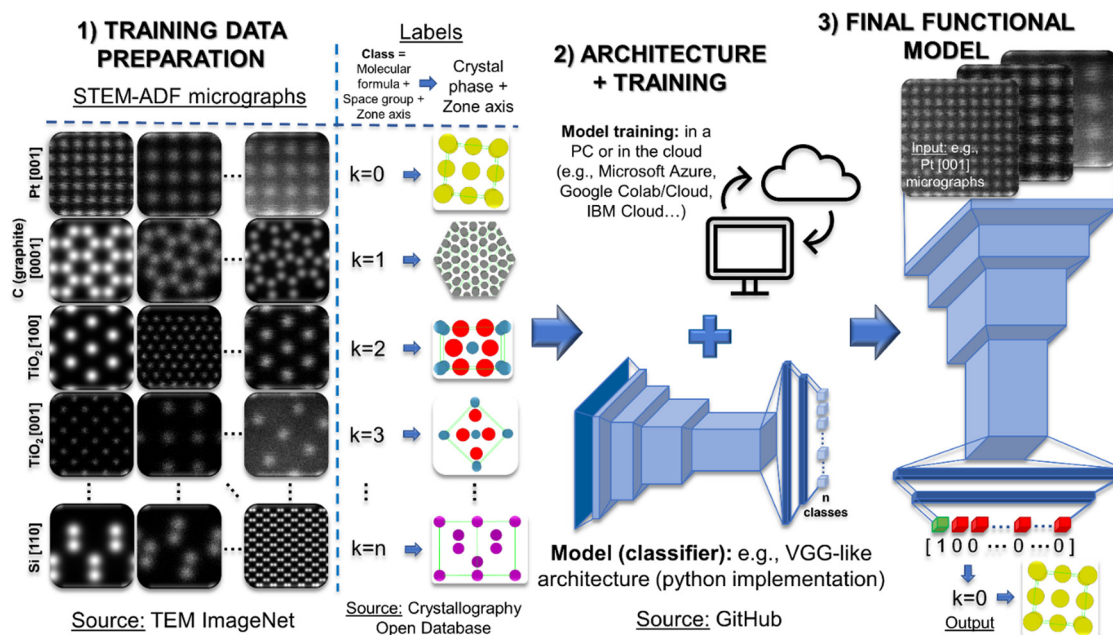 1) TRAINING DATA
PREPARATION
STEM-ADF micrographs
Labels
Class =
Molecular
formula +
Space group +
Zone axis
Crystal
phase +
Zone axis
Pt [001]
...
k=0
C (graphite)
[0001]
...
k=1
TiO2 [100]
...
k=2
TiO2 [001]
...
k=3
Si [110]
k=n
Source: TEM ImageNet
Source: Crystallography
Open Database
2) ARCHITECTURE
+ TRAINING
Model training: in a
PC or in the cloud
(e.g., Microsoft Azure,
Google Colab/Cloud,
IBM Cloud…)
n
classes
Model (classifier): e.g., VGG-like
architecture (python implementation)
Source: GitHub
3) FINAL FUNCTIONAL
MODEL
Input: e.g.,
Pt [001]
micrographs
[ 1 0 0 ... 0 ...0 ]
k=0
Output